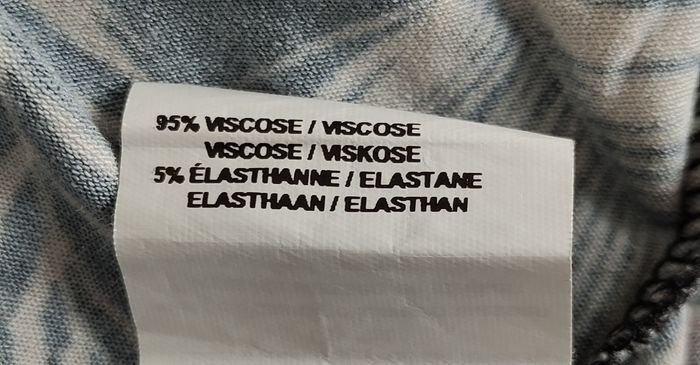 95% VISCOSE / VISCOSE
VISCOSE / VISKOSE
5% ÉLASTHANNE / ELASTANE
ELASTHAAN / ELASTHAN